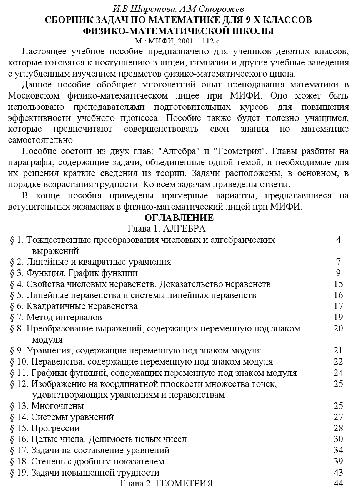 И.В Широкова, А.М Сторожев
СБОРНИК ЗАДАЧ ПО МАТЕМАТИКЕ ДЛЯ 9-Х КЛАССОВ
ФИЗИКО-МАТЕМАТИЧЕСКОЙ ШКОЛЫ
М.: МИФИ, 2001. – 112 с.
Настоящее учебное пособие предназначено для учеников девятых классов,
которые готовятся к поступлению в лицеи, гимназии и другие учебные заведения
с углубленным изучением предметов физико-математического цикла.
Данное пособие обобщает многолетний опыт преподавания математики в
Московском физико-математическом лицее при МИФИ. Оно может быть
использовано преподавателями подготовительных курсов для повышения
эффективности учебного процесса. Пособие также будет полезно учащимся,
которые предпочитают совершенствовать свои знания по математике
самостоятельно.
Пособие состоит из двух глав: "Алгебра" и "Геометрия". Главы разбиты на
параграфы, содержащие задачи, объединенные одной темой, и необходимые для
их решения краткие сведения из теории. Задачи расположены, в основном, в
порядке возрастания трудности. Ко всем задачам приведены ответы.
В конце пособия приведены примерные варианты, предлагавшиеся на
вступительных экзаменах в физико-математический лицей при МИФИ.
ОГЛАВЛЕНИЕ
Глава 1. АЛГЕБРА
§ 1. Тождественные преобразования числовых и алгебраических 4
выражений
§ 2. Линейные и квадратные уравнения 7
§ 3. Функция. График функции 9
§ 4. Свойства числовых неравенств. Доказательство неравенств 15
§ 5. Линейные неравенства и системы линейных неравенств 16
§ 6. Квадратичные неравенства 17
§ 7. Метод интервалов 19
§ 8. Преобразование выражений, содержащих переменную под знаком 20
модуля
§ 9. Уравнения, содержащие переменную под знаком модуля 21
§ 10. Неравенства, содержащие переменную под знаком модуля 22
§ 11. Графики функций, содержащих переменную под знаком модуля 24
§ 12. Изображение на координатной плоскости множества точек, 25
удовлетворяющих уравнениям и неравенствам
§ 13. Многочлены 25
§ 14. Системы уравнений 27
§ 15. Прогрессии 28
§ 16. Целые числа. Делимость целых чисел 30
§ 17. Задачи на составление уравнений 34
§ 18. Степень с дробным показателем 39
§ 19. Задачи повышенной трудности 43
Глава 2. ГЕОМЕТРИЯ 44